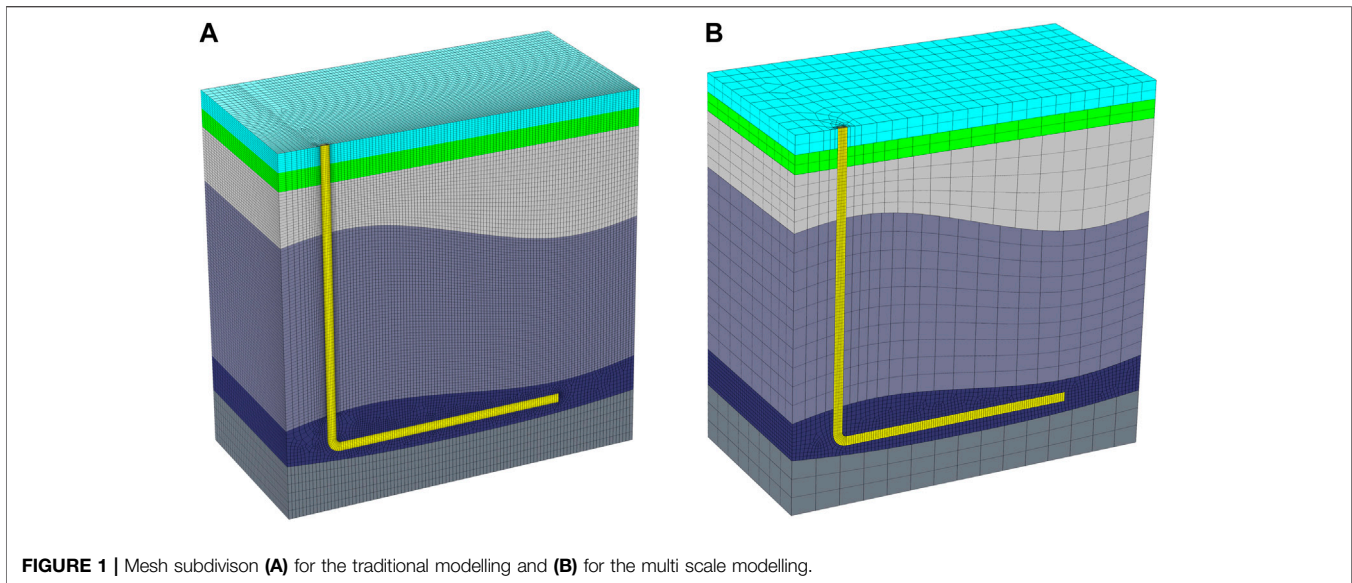 A
B
FIGURE 1 | Mesh subdivison (A) for the traditional modelling and (B) for the multi scale modelling.